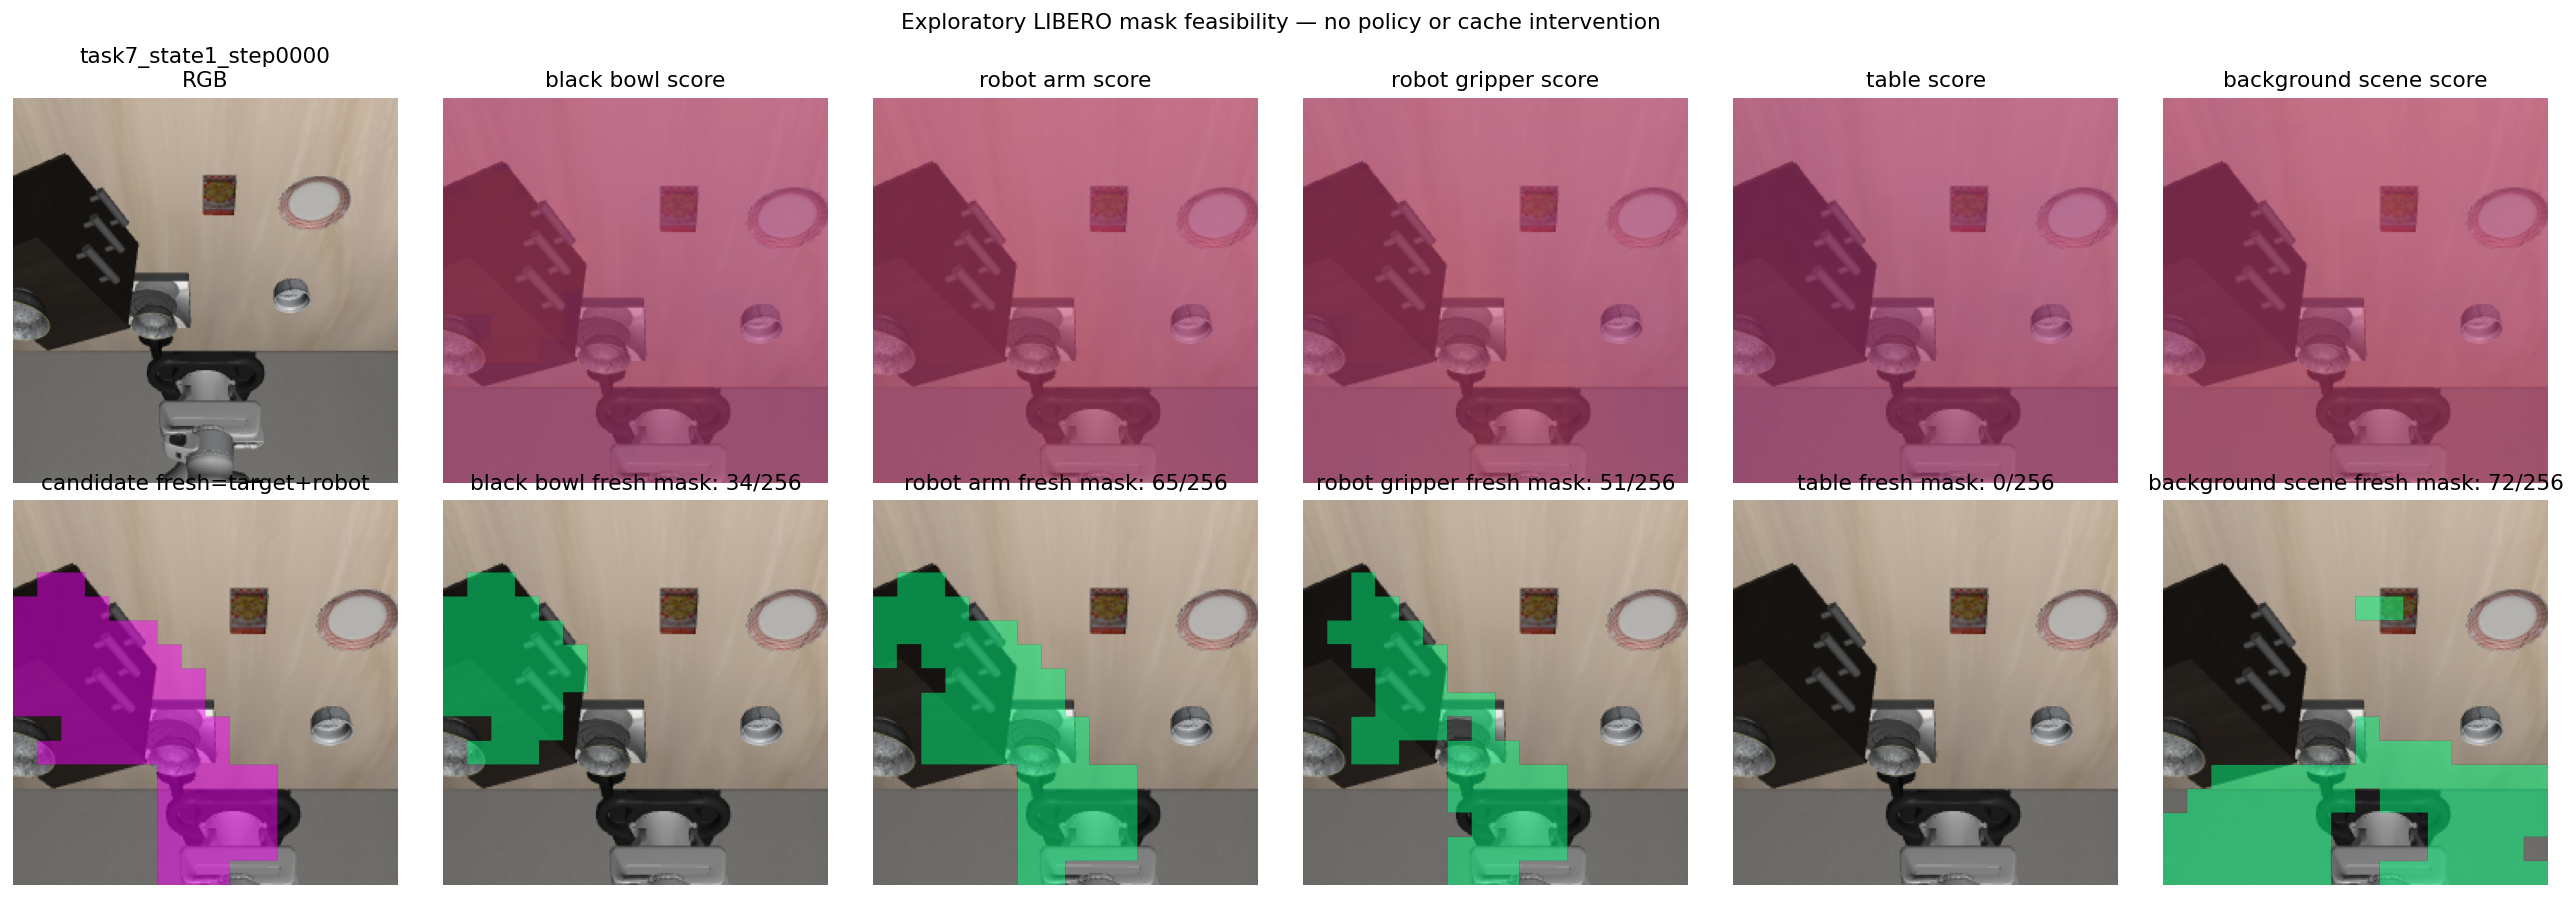 Exploratory LIBERO mask feasibility — no policy or cache intervention
task7_state1_step0000
RGB
black bowl score
robot arm score
robot gripper score
table score
background scene score
candidate fresh=target+robot
black bowl fresh mask: 34/256
robot arm fresh mask: 65/256
robot gripper fresh mask: 51/256
table fresh mask: 0/256
background scene fresh mask: 72/256